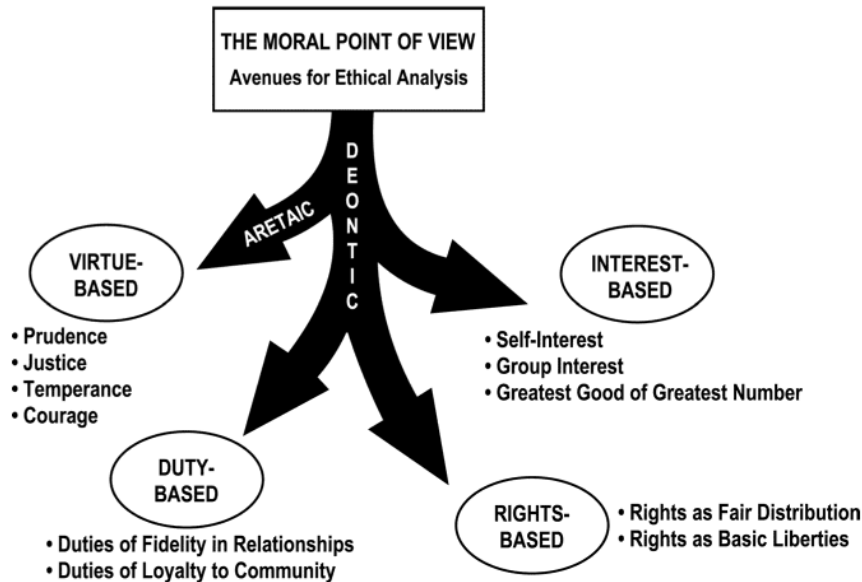 THE MORAL POINT OF VIEW
Avenues for Ethical Analysis
DEONTIC
ARETAIC
VIRTUE-
BASED
• Prudence
• Justice
• Temperance
• Courage
INTEREST-
BASED
• Self-Interest
• Group Interest
• Greatest Good of Greatest Number
DUTY-
BASED
• Duties of Fidelity in Relationships
• Duties of Loyalty to Community
RIGHTS-
BASED
• Rights as Fair Distribution
• Rights as Basic Liberties